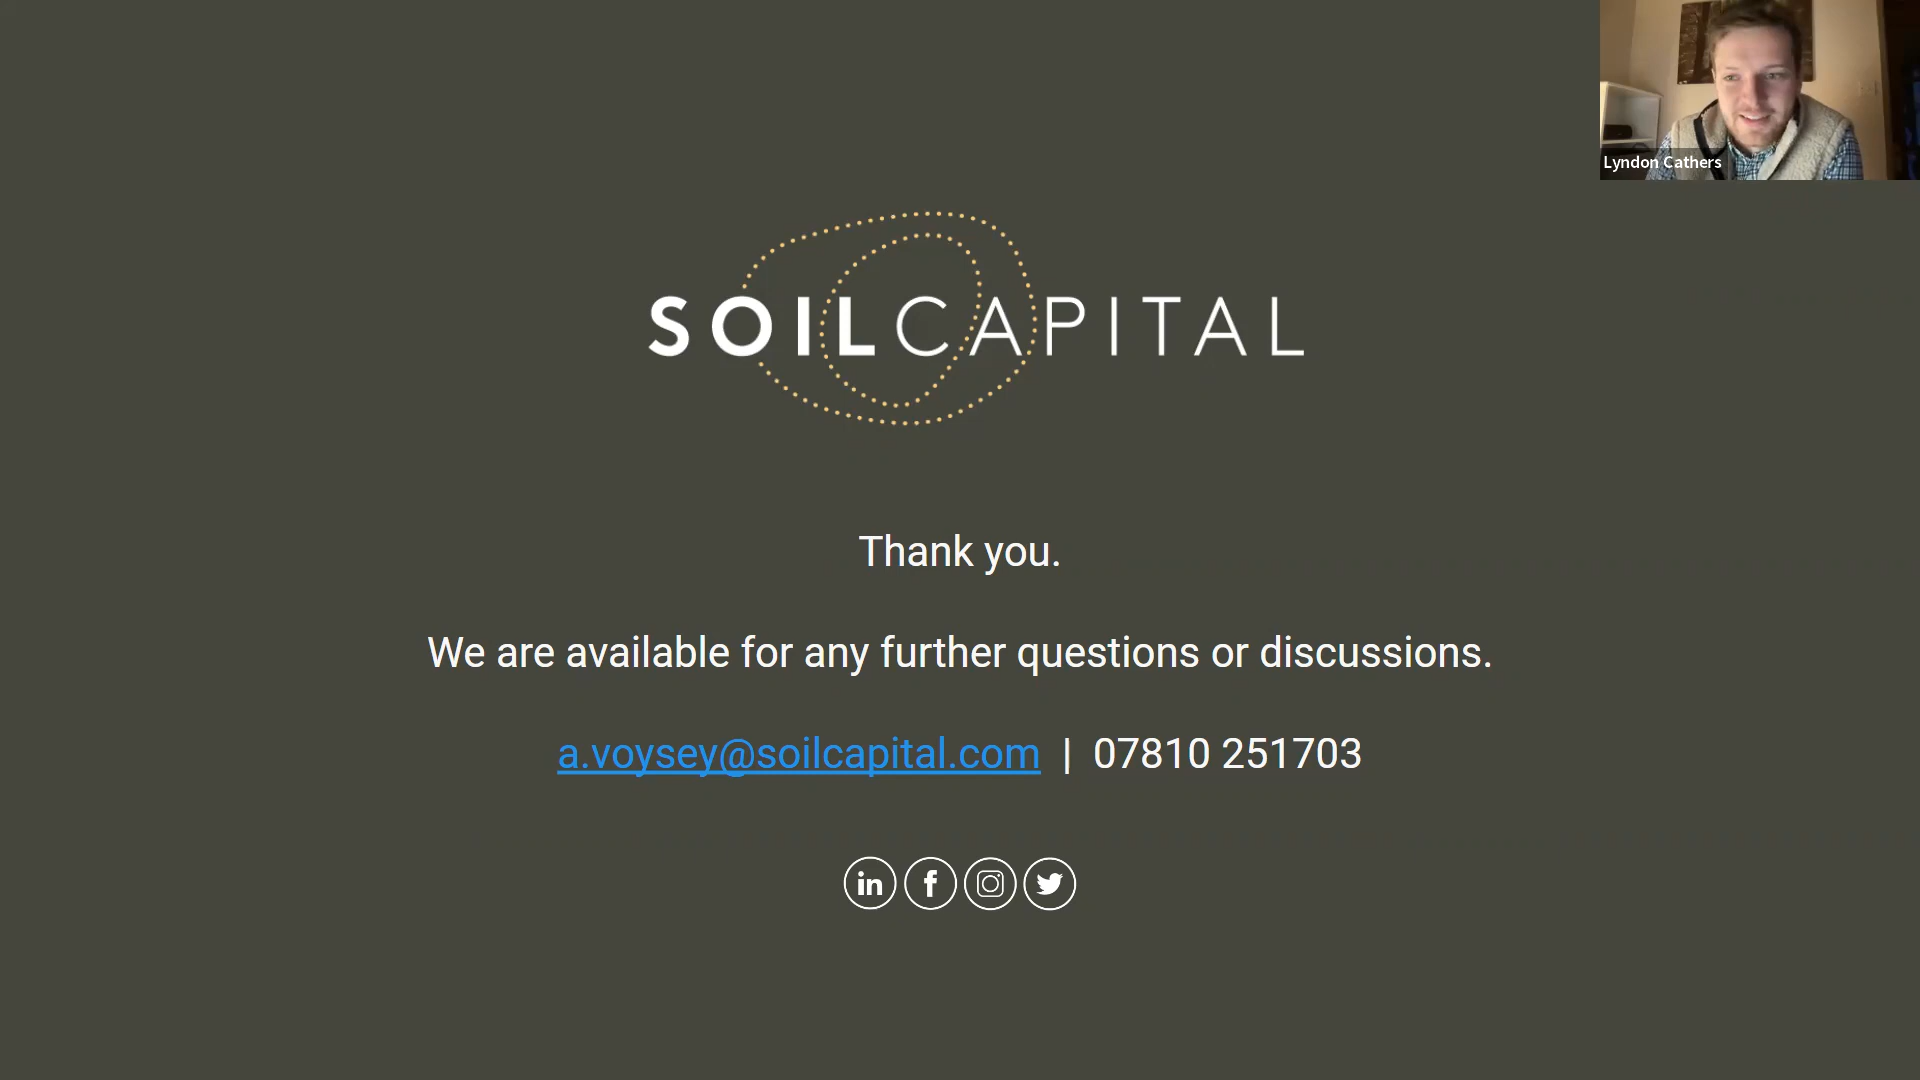 Lyndon Cathers
SOILCAPITAL
Thank you.
We are available for any further questions or discussions.
a.voysey@soilcapital.com | 07810 251703
in f